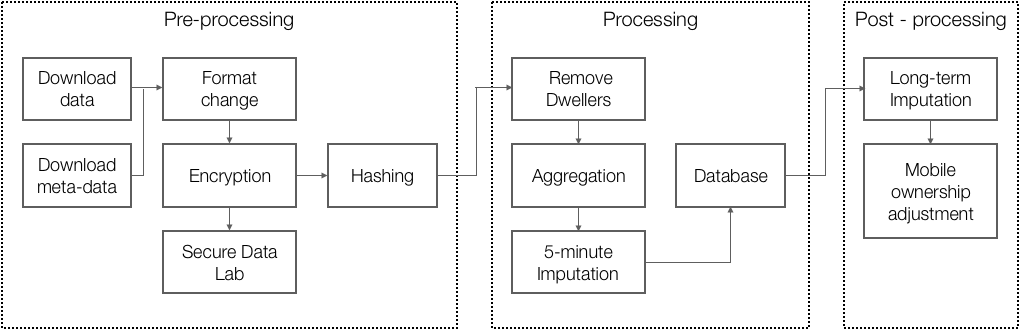 Pre-processing
Download
data
Format
change
Download
meta-data
Encryption
Hashing
Secure Data
Lab
Processing
Remove
Dwellers
Aggregation
Database
5-minute
Imputation
Post - processing
Long-term
Imputation
Mobile
ownership
adjustment